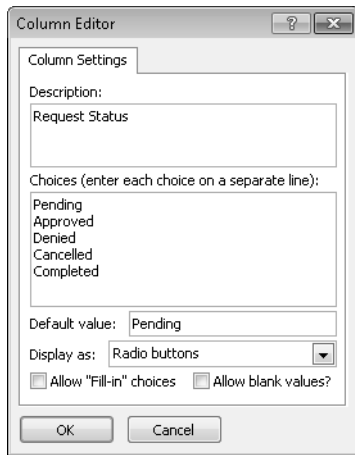 Column Editor
Column Settings
Description:
Request Status
Choices (enter each choice on a separate line):
Pending
Approved
Denied
Cancelled
Completed
Default value: Pending
Display as: Radio buttons
Allow "Fill-in" choices Allow blank values?
OK Cancel